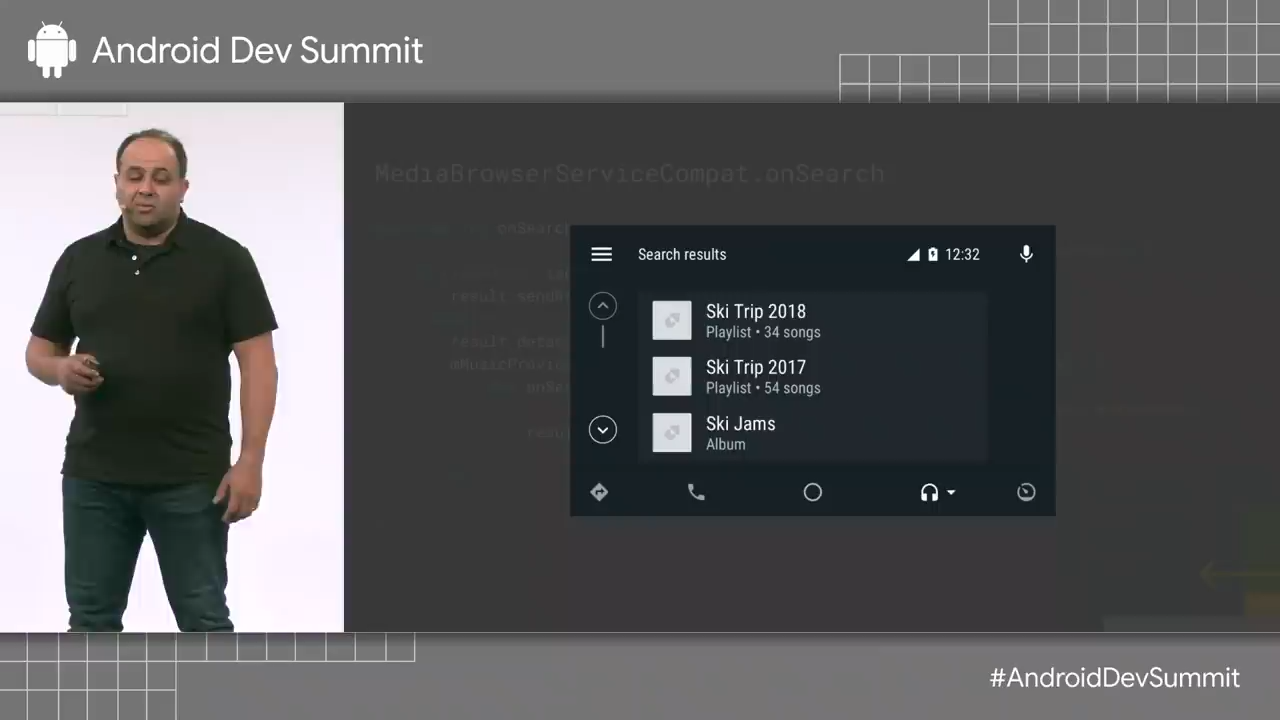 Android Dev Summit
MediaBrowserServiceCompat.onSearch
onSearch
Search results
12:32
Ski Trip 2018
Playlist • 34 songs
Ski Trip 2017
Playlist • 54 songs
Ski Jams
Album
#AndroidDevSummit